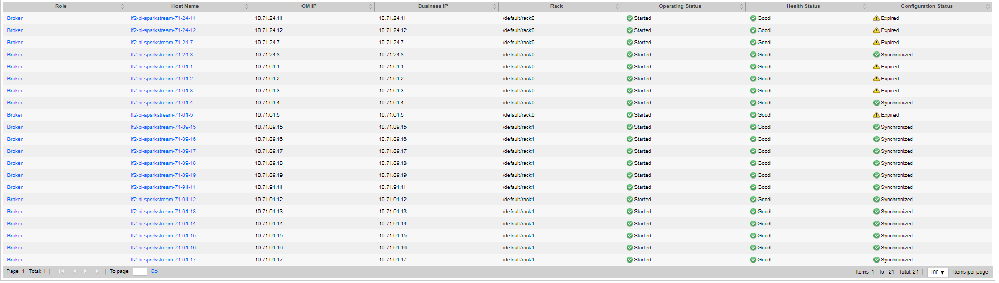 Role Host Name OM IP Business IP Rack Operating Status Health Status Configuration Status
Broker lf2-bi-sparkstream-71-24-11 10.71.24.11 10.71.24.11 /default/rack0 Started Good Expired
Broker lf2-bi-sparkstream-71-24-12 10.71.24.12 10.71.24.12 /default/rack0 Started Good Expired
Broker lf2-bi-sparkstream-71-24-7 10.71.24.7 10.71.24.7 /default/rack0 Started Good Expired
Broker lf2-bi-sparkstream-71-24-8 10.71.24.8 10.71.24.8 /default/rack0 Started Good Synchronized
Broker lf2-bi-sparkstream-71-61-1 10.71.61.1 10.71.61.1 /default/rack0 Started Good Expired
Broker lf2-bi-sparkstream-71-61-2 10.71.61.2 10.71.61.2 /default/rack0 Started Good Expired
Broker lf2-bi-sparkstream-71-61-3 10.71.61.3 10.71.61.3 /default/rack0 Started Good Expired
Broker lf2-bi-sparkstream-71-61-4 10.71.61.4 10.71.61.4 /default/rack0 Started Good Synchronized
Broker lf2-bi-sparkstream-71-61-5 10.71.61.5 10.71.61.5 /default/rack0 Started Good Expired
Broker lf2-bi-sparkstream-71-89-15 10.71.89.15 10.71.89.15 /default/rack1 Started Good Synchronized
Broker lf2-bi-sparkstream-71-89-16 10.71.89.16 10.71.89.16 /default/rack1 Started Good Synchronized
Broker lf2-bi-sparkstream-71-89-17 10.71.89.17 10.71.89.17 /default/rack1 Started Good Synchronized
Broker lf2-bi-sparkstream-71-89-18 10.71.89.18 10.71.89.18 /default/rack1 Started Good Synchronized
Broker lf2-bi-sparkstream-71-89-19 10.71.89.19 10.71.89.19 /default/rack1 Started Good Synchronized
Broker lf2-bi-sparkstream-71-91-11 10.71.91.11 10.71.91.11 /default/rack1 Started Good Synchronized
Broker lf2-bi-sparkstream-71-91-12 10.71.91.12 10.71.91.12 /default/rack1 Started Good Synchronized
Broker lf2-bi-sparkstream-71-91-13 10.71.91.13 10.71.91.13 /default/rack1 Started Good Synchronized
Broker lf2-bi-sparkstream-71-91-14 10.71.91.14 10.71.91.14 /default/rack1 Started Good Synchronized
Broker lf2-bi-sparkstream-71-91-15 10.71.91.15 10.71.91.15 /default/rack1 Started Good Synchronized
Broker lf2-bi-sparkstream-71-91-16 10.71.91.16 10.71.91.16 /default/rack1 Started Good Synchronized
Broker lf2-bi-sparkstream-71-91-17 10.71.91.17 10.71.91.17 /default/rack1 Started Good Synchronized
Page 1 Total: 1 To page Go Items 1 To 21 Total: 21 100 Items per page